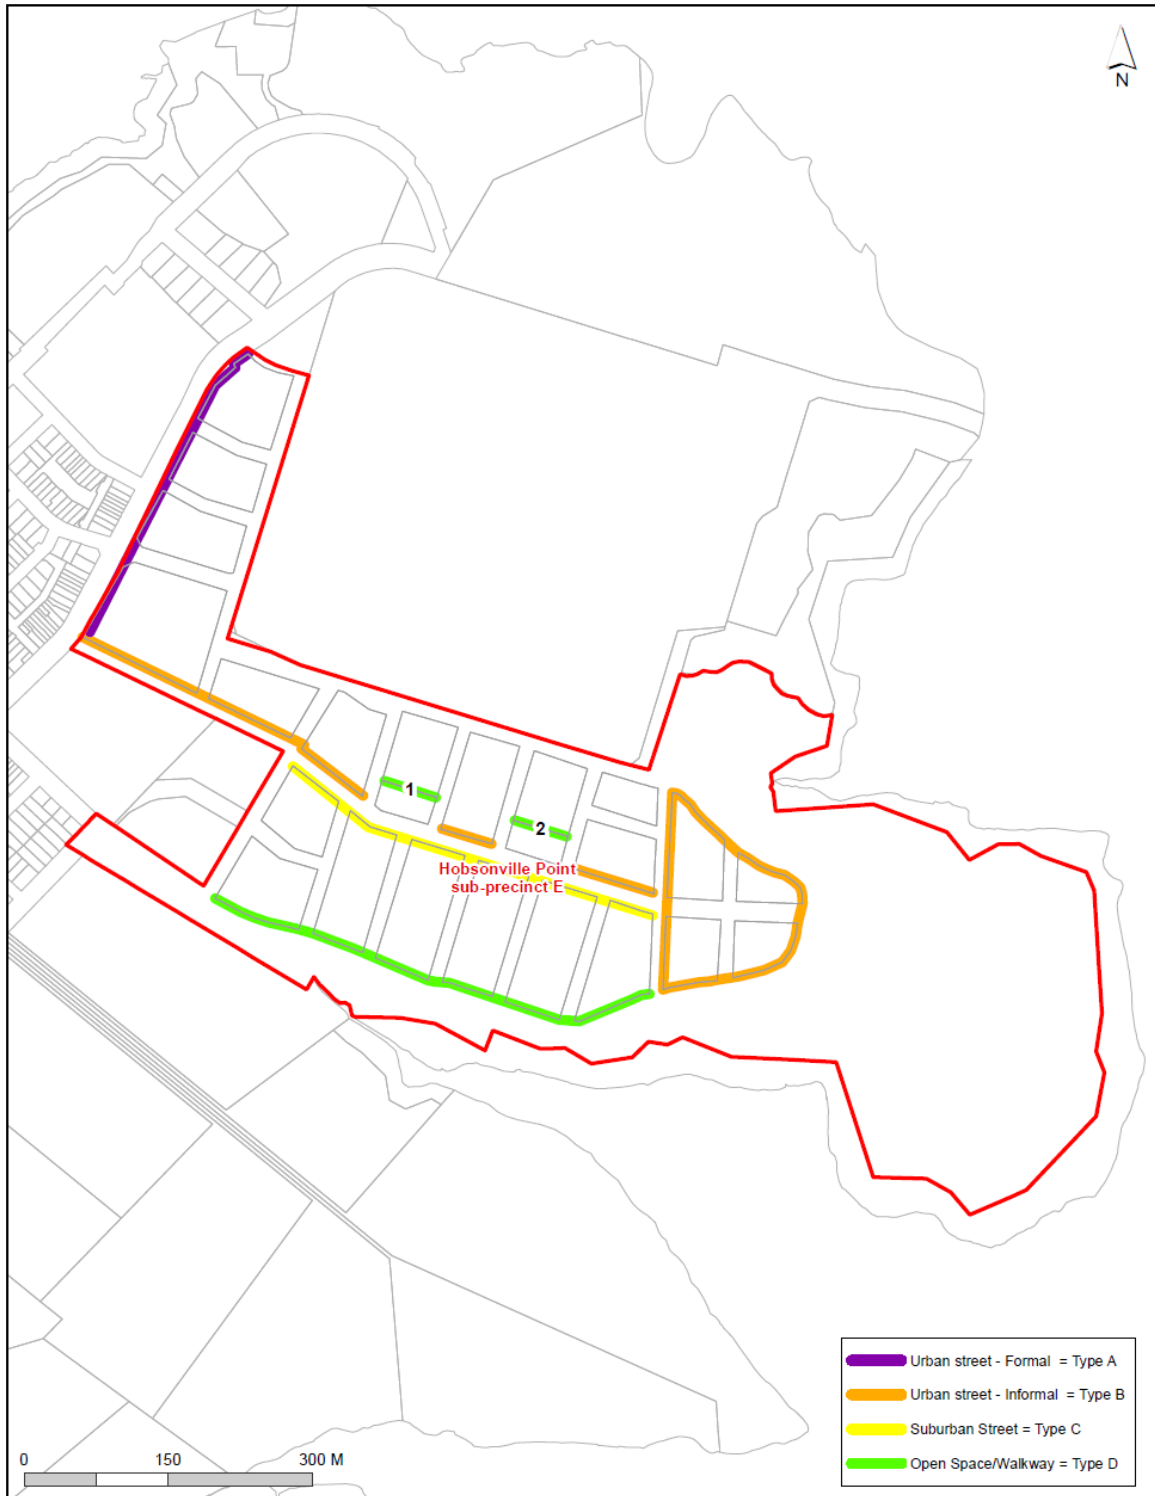 N
1
2
Hobsonville Point
sub-precinct E
Urban street - Formal = Type A
Urban street - Informal = Type B
Suburban Street = Type C
Open Space/Walkway = Type D
0 150 300 M